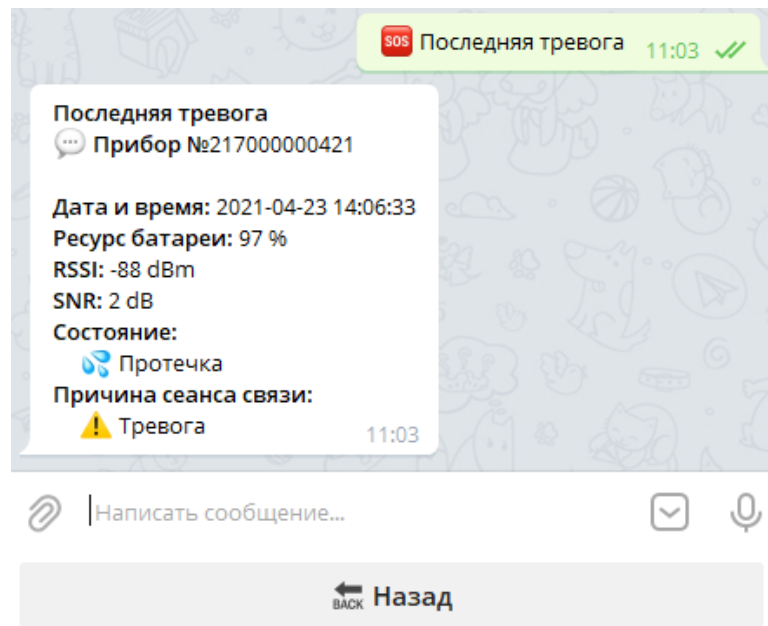 SOS Последняя тревога 11:03
Последняя тревога
Прибор №217000000421
Дата и время: 2021-04-23 14:06:33
Ресурс батареи: 97 %
RSSI: -88 dBm
SNR: 2 dB
Состояние:
Протечка
Причина сеанса связи:
Тревога
11:03
Написать сообщение...
BACK Назад